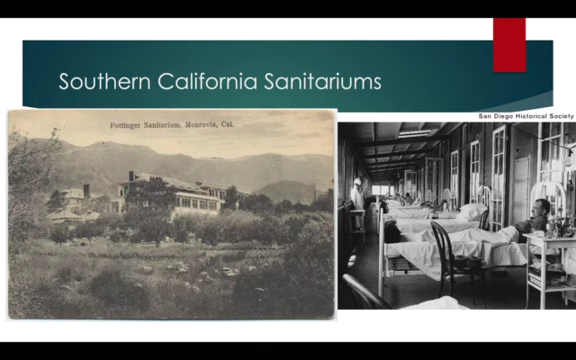 Southern California Sanitariums
San Diego Historical Society
Pottinger Sanitarium, Monrovia, Cal.